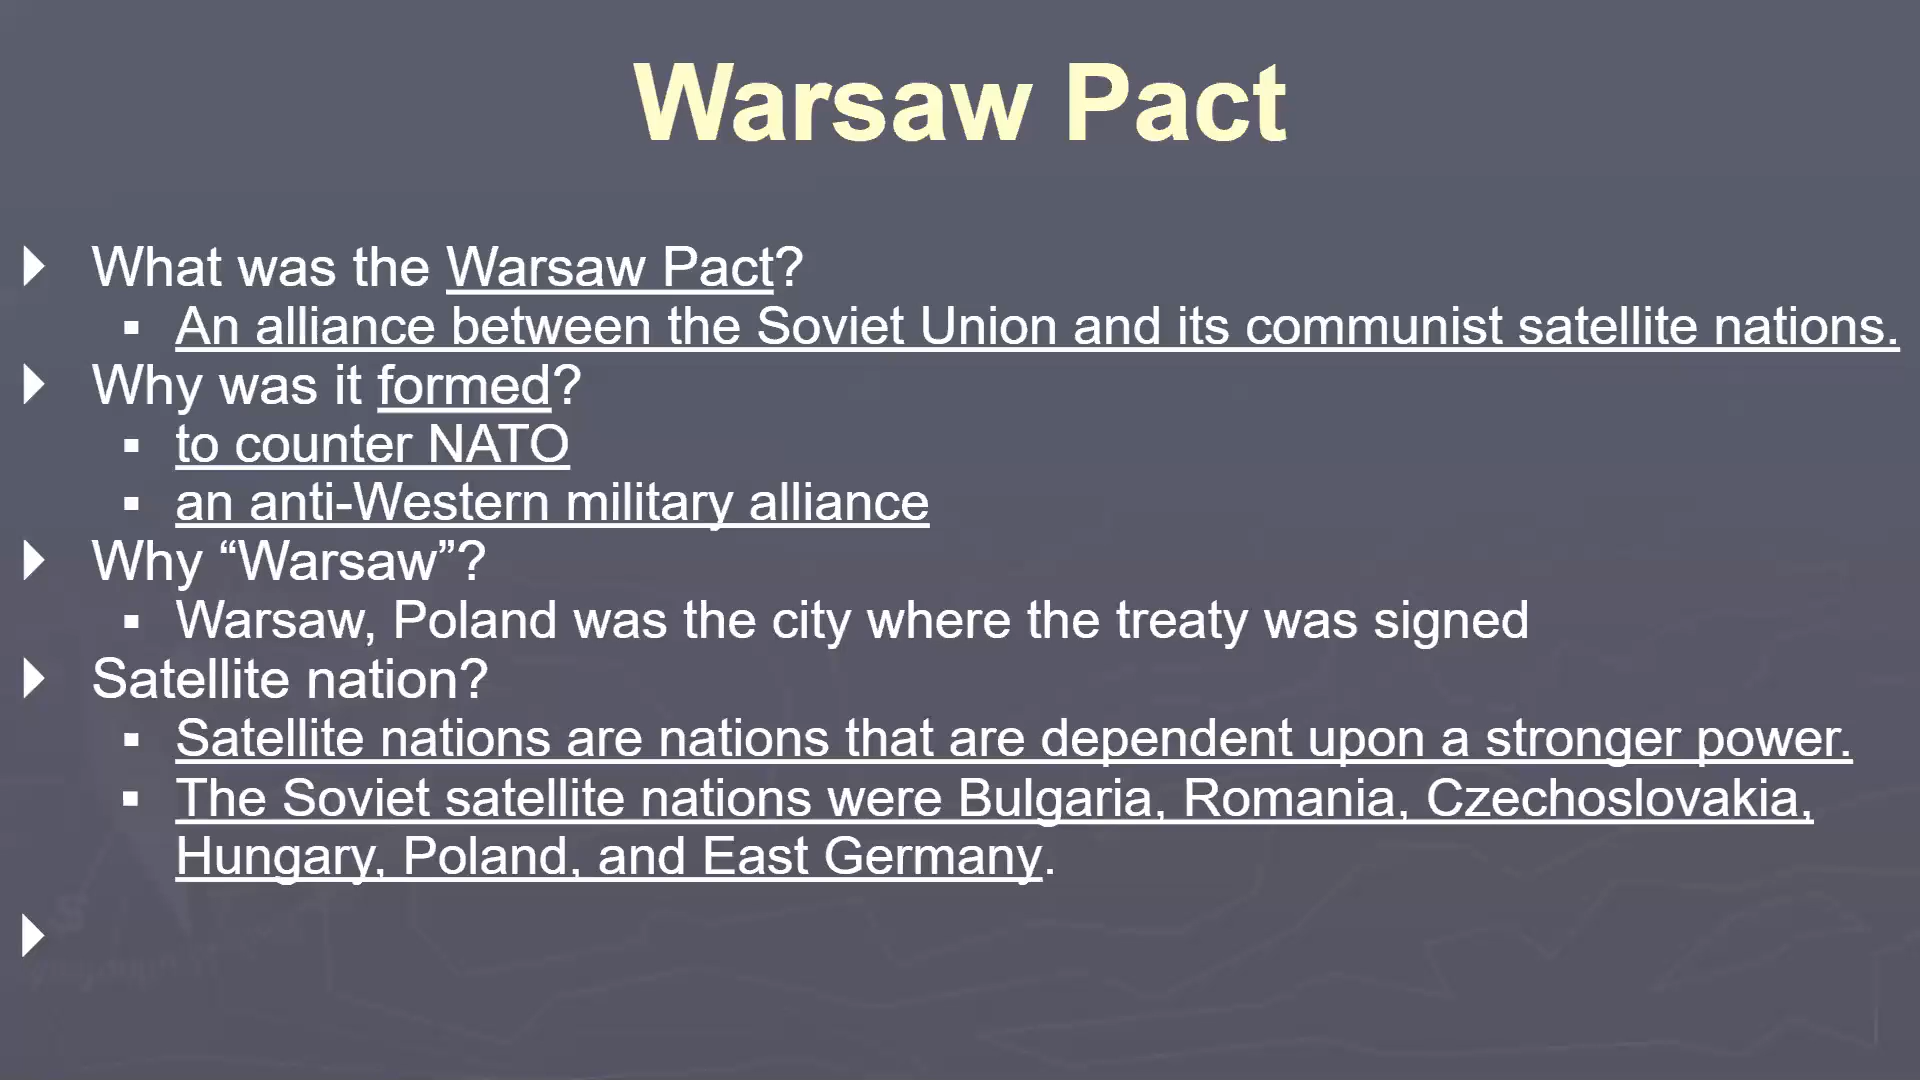 Warsaw Pact
What was the Warsaw Pact?
An alliance between the Soviet Union and its communist satellite nations.
Why was it formed?
to counter NATO
an anti-Western military alliance
Why “Warsaw”?
Warsaw, Poland was the city where the treaty was signed
Satellite nation?
Satellite nations are nations that are dependent upon a stronger power.
The Soviet satellite nations were Bulgaria, Romania, Czechoslovakia,
Hungary, Poland, and East Germany.